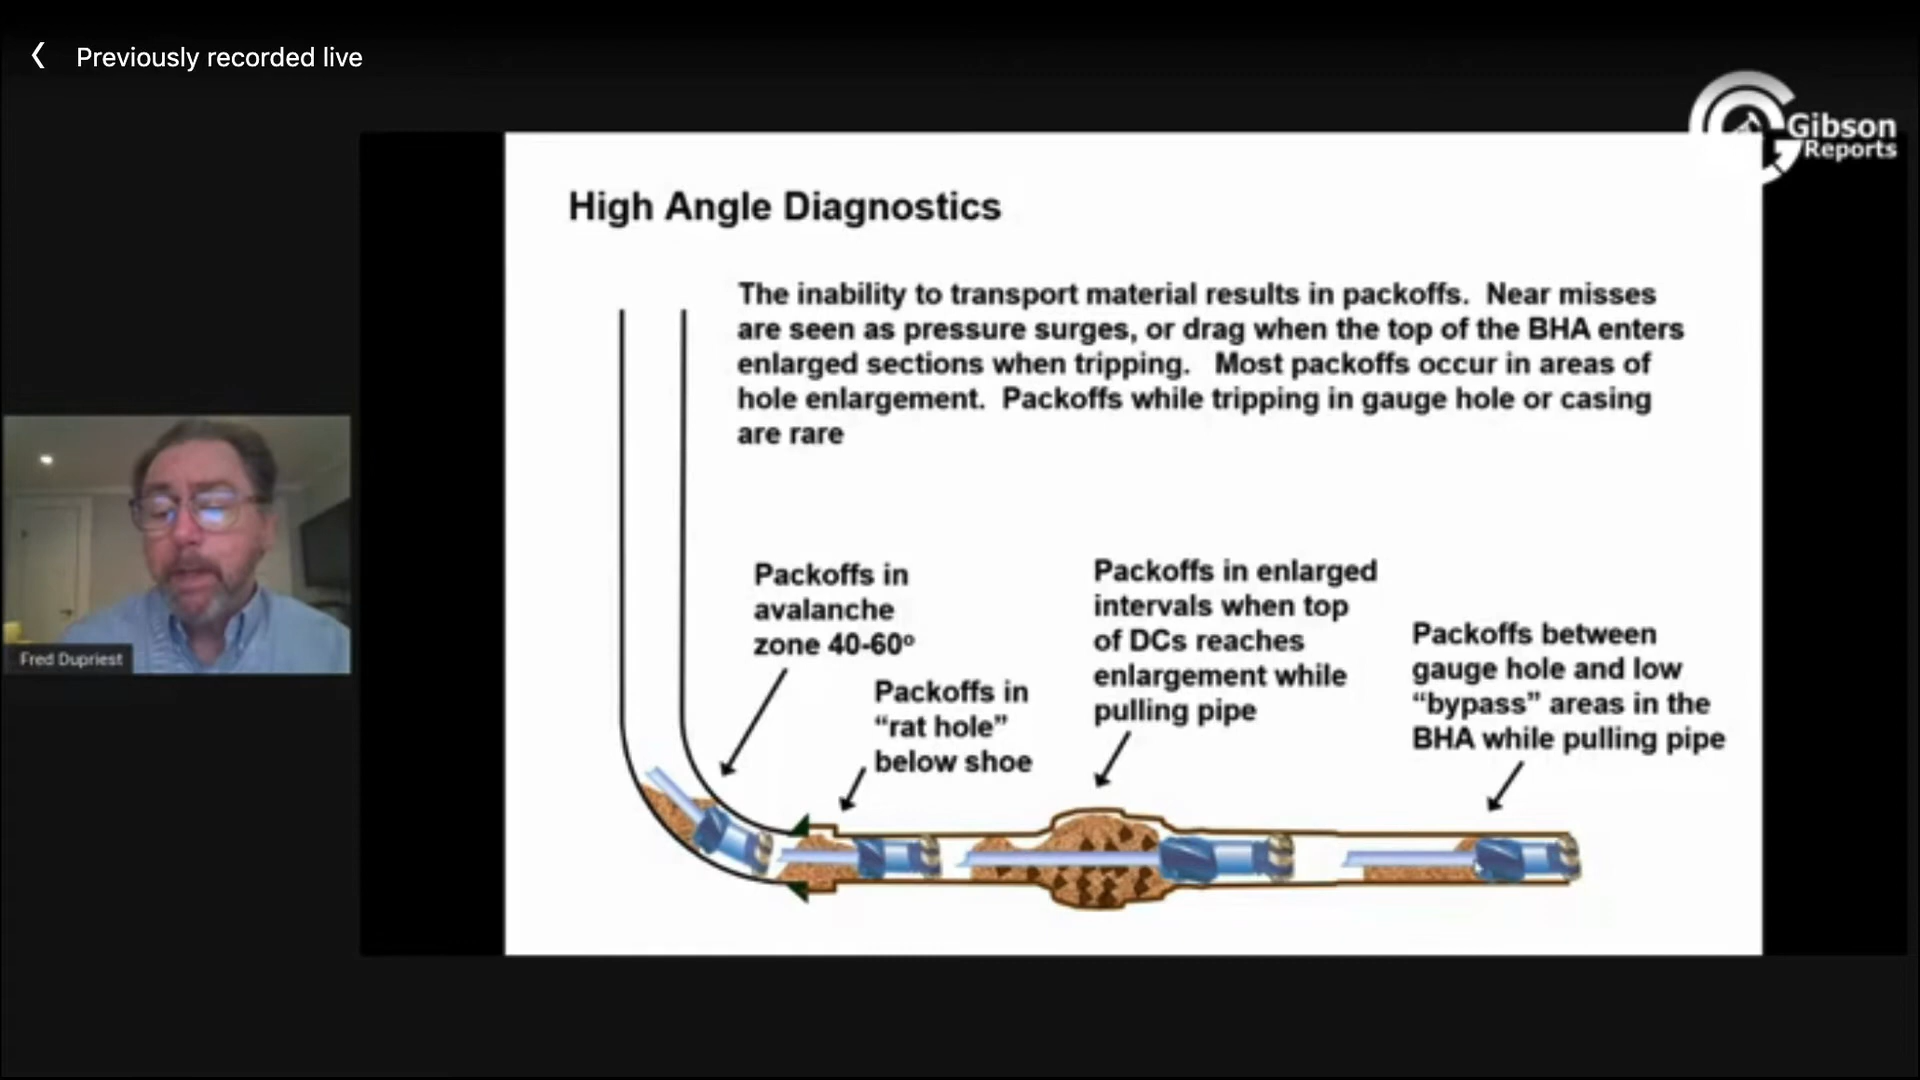 Previously recorded live
Gibson
Reports
High Angle Diagnostics
The inability to transport material results in packoffs. Near misses
are seen as pressure surges, or drag when the top of the BHA enters
enlarged sections when tripping. Most packoffs occur in areas of
hole enlargement. Packoffs while tripping in gauge hole or casing
are rare
Packoffs in
avalanche
zone 40-60º
Packoffs in
“rat hole”
below shoe
Packoffs in enlarged
intervals when top
of DCs reaches
enlargement while
pulling pipe
Packoffs between
gauge hole and low
“bypass” areas in the
BHA while pulling pipe
Fred Dupriest